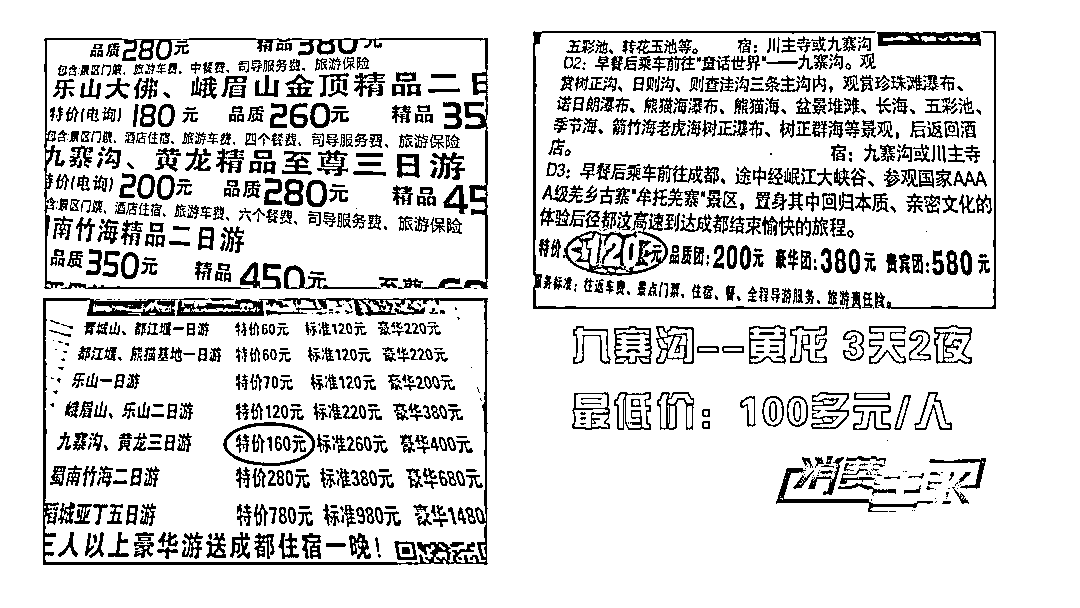 品质280元 精品380元
包含:景区门票、旅游车费、中餐费、司导服务费、旅游保险
乐山大佛、峨眉山金顶精品二日
特价(电询)180元 品质260元 精品35
包含:景区门票、酒店住宿、旅游车费、四个餐费、司导服务费、旅游保险
九寨沟、黄龙精品至尊三日游
特价(电询)200元 品质280元 精品45
包含:景区门票、酒店住宿、旅游车费、六个餐费、司导服务费、旅游保险
南竹海精品二日游
品质350元 精品450元
青城山、都江堰一日游 特价60元 标准120元 豪华220元
都江堰、熊猫基地一日游 特价60元 标准120元 豪华220元
乐山一日游 特价70元 标准120元 豪华200元
峨眉山、乐山二日游 特价120元 标准220元 豪华380元
九寨沟、黄龙三日游 特价160元 标准260元 豪华400元
蜀南竹海二日游 特价280元 标准380元 豪华680元
稻城亚丁五日游 特价780元 标准980元 豪华1480
三人以上豪华游送成都住宿一晚!
五彩池、转花玉池等。 宿:川主寺或九寨沟
D2:早餐后乘车前往"童话世界"——九寨沟。观
赏树正沟、日则沟、则查洼沟三条主沟内,观赏珍珠滩瀑布、
诺日朗瀑布、熊猫海瀑布、熊猫海、盆景堆滩、长海、五彩池、
季节海、箭竹海老虎海树正瀑布、树正群海等景观,后返回酒
店。 宿:九寨沟或川主寺
D3:早餐后乘车前往成都、途中经岷江大峡谷、参观国家AAA
A级羌乡古寨"牟托羌寨"景区,置身其中回归本质、亲密文化的
体验后径都汶高速到达成都结束愉快的旅程。
特价:120元 品质团:200元 豪华团:380元 贵宾团:580元
服务标准:往返车费、景点门票、住宿、餐、全程导游服务、旅游责任险。
九寨沟--黄龙 3天2夜
最低价:100多元/人
消费主张